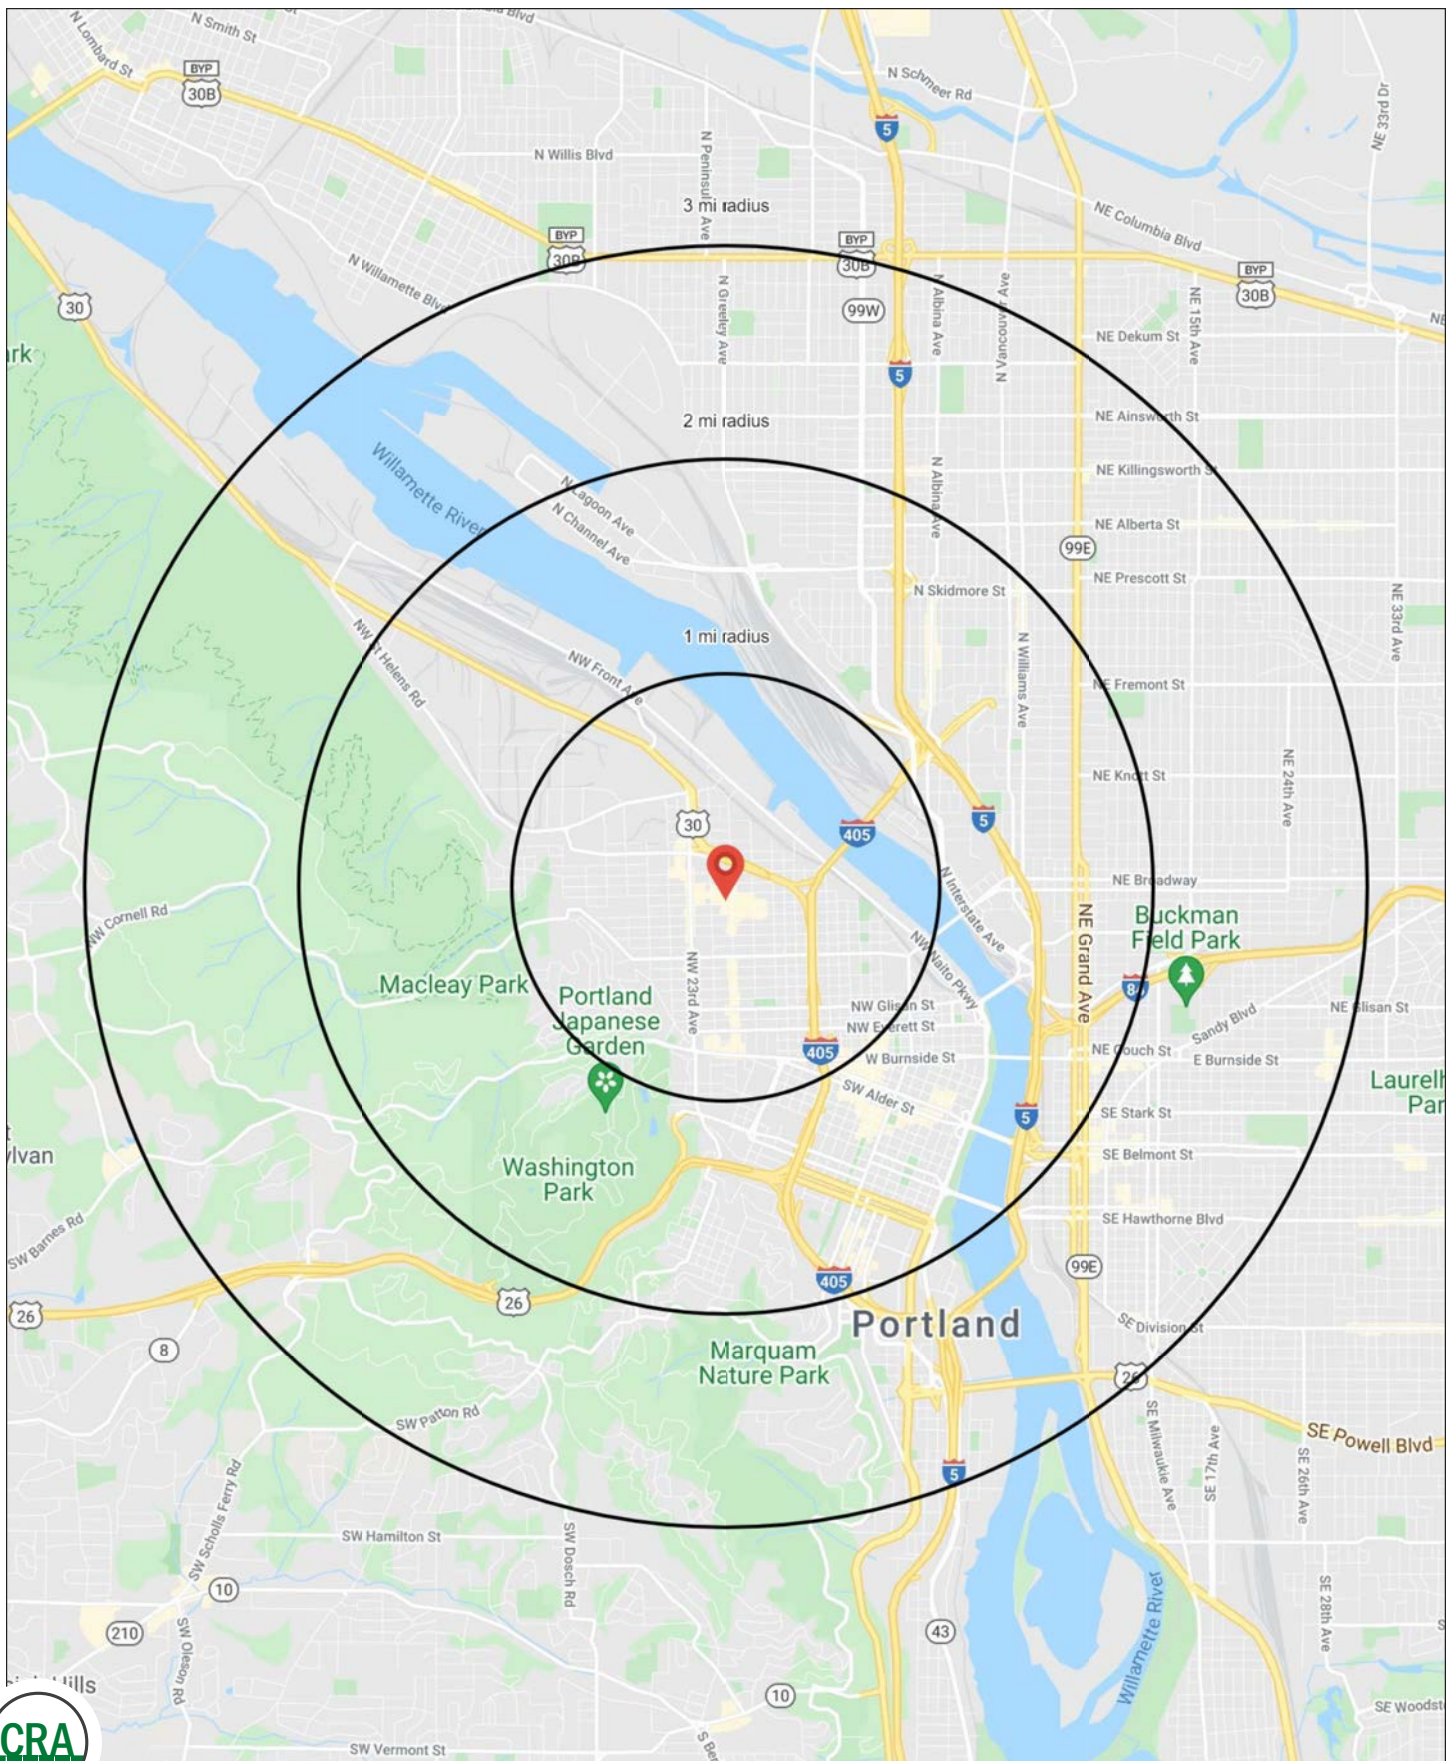 N Lombard St
N Smith St
Blvd
BYP
30B
N Schmeer Rd
NE 33rd Dr
5
N Willis Blvd
N Peninsula Ave
3 mi radius
NE Columbia Blvd
BYP
30B
BYP
30B
BYP
30B
N Willamette Blvd
30
99W
N Greeley Ave
N Albina Ave
N Vancouver Ave
NE 15th Ave
NE Dekum St
5
2 mi radius
NE Ainsworth St
Willamette River
N Lagoon Ave
N Channel Ave
N Albina Ave
NE Killingsworth St
NE Alberta St
99E
NE Prescott St
N Skidmore St
NE 33rd Ave
1 mi radius
NW St Helens Rd
NW Front Ave
N Williams Ave
NE Fremont St
NE Knott St
NE 24th Ave
30
405
5
NE Broadway
N Interstate Ave
NW Cornell Rd
NE Grand Ave
Buckman
Field Park
NW Naito Pkwy
Macleay Park
NW 23rd Ave
84
Portland
Japanese
Garden
NW Glisan St
NE Glisan St
NW Everett St
Sandy Blvd
405
W Burnside St
NE Couch St
E Burnside St
SW Alder St
5
SE Stark St
SE Belmont St
Washington
Park
SW Barnes Rd
SE Hawthorne Blvd
99E
26
26
405
Portland
SE Division St
8
Marquam
Nature Park
26
SW Patton Rd
SE Powell Blvd
SE Milwaukie Ave
SE 17th Ave
SE 26th Ave
5
SW Scholls Ferry Rd
SW Hamilton St
SW Dosch Rd
10
210
SW Oleson Rd
43
Willamette River
SE 28th Ave
10
CRA
SW Vermont St